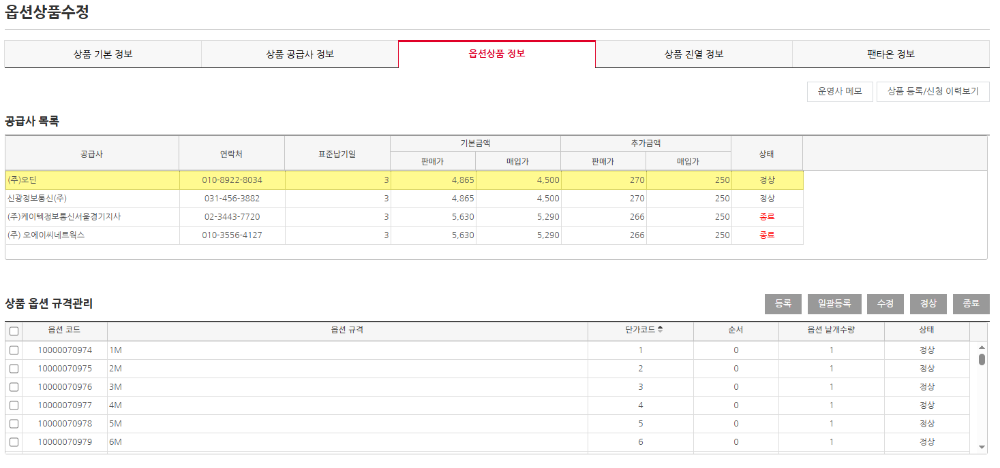 옵션상품수정
상품 기본 정보 상품 공급사 정보 옵션상품 정보 상품 진열 정보 팬타온 정보
운영사 메모 상품 등록/신청 이력보기
공급사 목록
공급사 연락처 표준납기일 기본금액 추가금액 상태
판매가 매입가 판매가 매입가
(주)오딘 010-8922-8034 3 4,865 4,500 270 250 정상
신광정보통신(주) 031-456-3882 3 4,865 4,500 270 250 정상
(주)케이텍정보통신서울경기지사 02-3443-7720 3 5,630 5,290 266 250 종료
(주) 오에이씨네트웍스 010-3556-4127 3 5,630 5,290 266 250 종료
상품 옵션 규격관리 등록 일괄등록 수정 정상 종료
옵션 코드 옵션 규격 단가코드 순서 옵션 낱개수량 상태
10000070974 1M 1 0 1 정상
10000070975 2M 2 0 1 정상
10000070976 3M 3 0 1 정상
10000070977 4M 4 0 1 정상
10000070978 5M 5 0 1 정상
10000070979 6M 6 0 1 정상